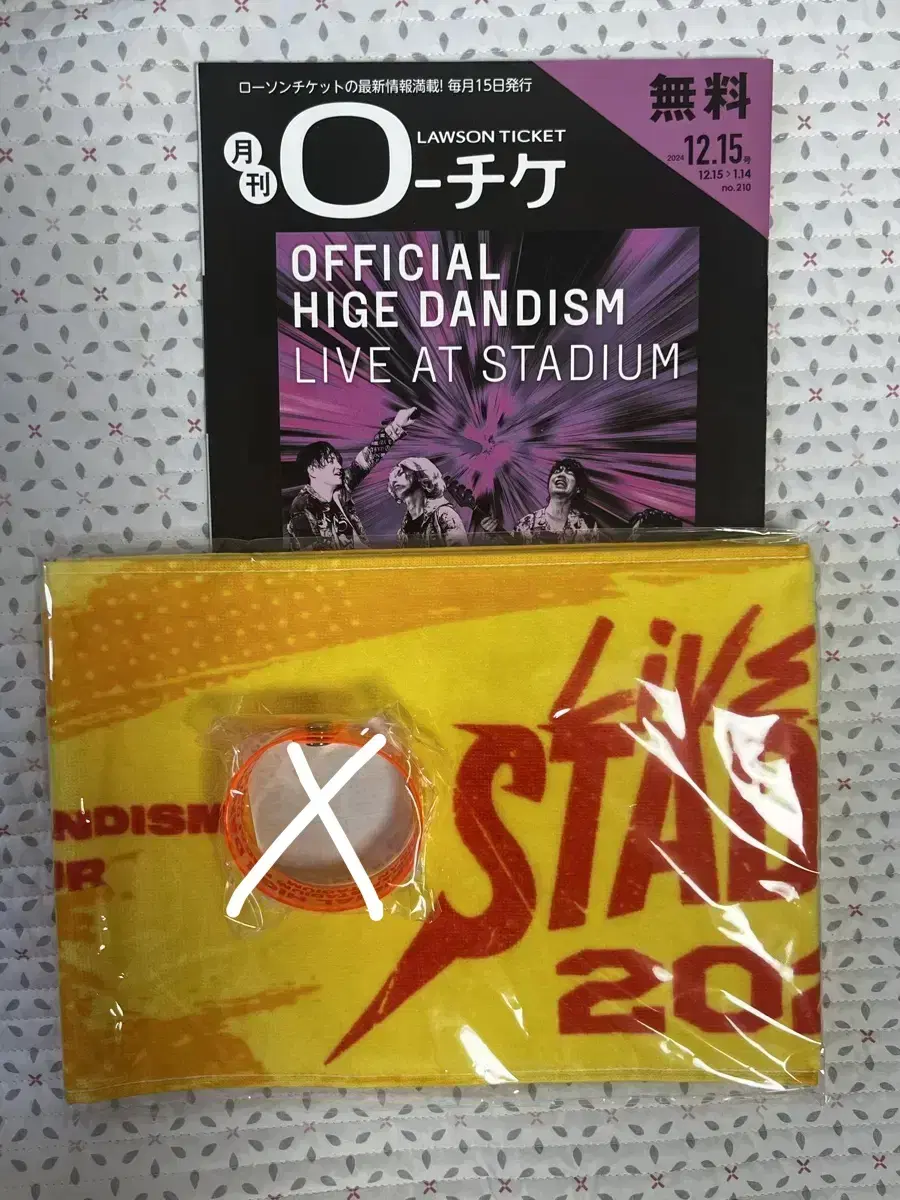 ローソンチケットの最新情報満載! 毎月15日発行
無料
月刊
LAWSON TICKET
ローチケ
2024 12.15号
12.15 > 1.14
no.210
OFFICIAL
HIGE DANDISM
LIVE AT STADIUM
LiVE
STAD
NDISM
UR
202